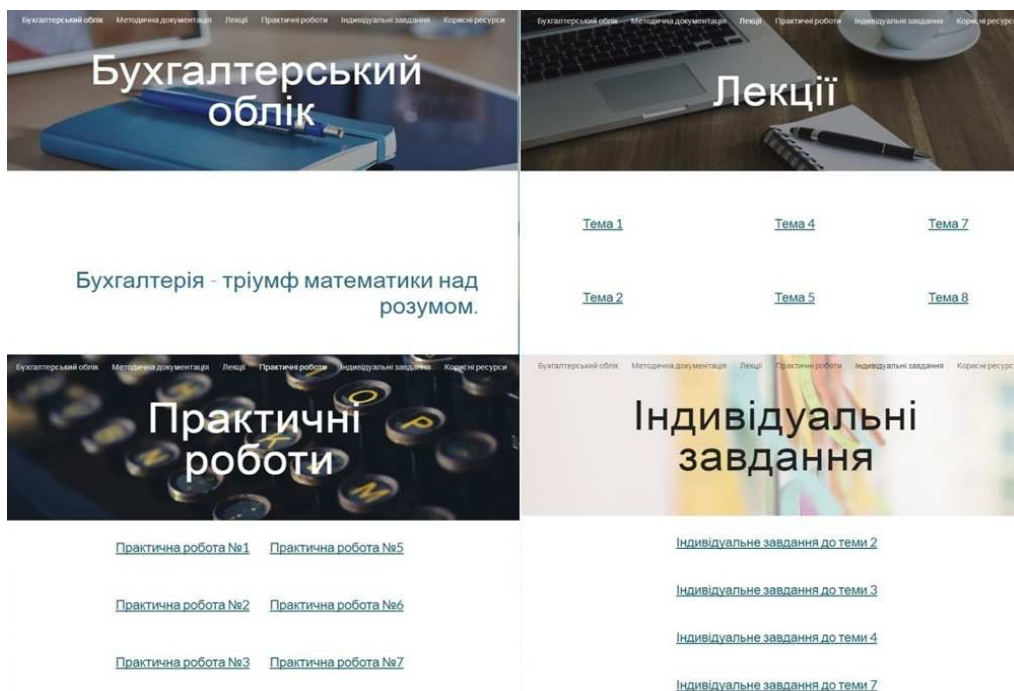 Бухгалтерський облік Методична документація Лекції Практичні роботи Індивідуальні завдання Корисні ресурси
Бухгалтерський
облік
Бухгалтерія - тріумф математики над
розумом.
Бухгалтерський облік Методична документація Лекції Практичні роботи Індивідуальні завдання Корисні ресурси
Лекції
Тема 1 Тема 4 Тема 7
Тема 2 Тема 5 Тема 8
Бухгалтерський облік Методична документація Лекції Практичні роботи Індивідуальні завдання Корисні ресурси
Практичні
роботи
Практична робота №1 Практична робота №5
Практична робота №2 Практична робота №6
Практична робота №3 Практична робота №7
Бухгалтерський облік Методична документація Лекції Практичні роботи Індивідуальні завдання Корисні ресурс
Індивідуальні
завдання
Індивідуальне завдання до теми 2
Індивідуальне завдання до теми 3
Індивідуальне завдання до теми 4
Індивідуальне завдання до теми 7